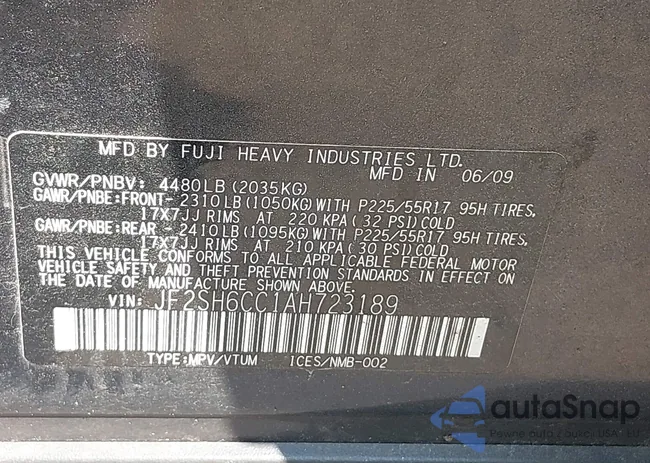 MFD BY FUJI HEAVY INDUSTRIES LTD.
MFD IN 06/09
GVWR/PNBV: 4480LB(2035KG)
GAWR/PNBE:FRONT- 2310LB(1050KG)WITH P225/55R17 95H TIRES,
17X7JJ RIMS AT 220 KPA(32 PSI)COLD
GAWR/PNBE:REAR - 2410LB(1095KG)WITH P225/55R17 95H TIRES,
17X7JJ RIMS AT 210 KPA(30 PSI)COLD
THIS VEHICLE CONFORMS TO ALL APPLICABLE FEDERAL MOTOR
VEHICLE SAFETY AND THEFT PREVENTION STANDARDS IN EFFECT ON
THE DATE OF MANUFACTURE SHOWN ABOVE.
VIN: JF2SH6CC1AH723189
TYPE:MPV/VTUM ICES/NMB-002
autaSnap